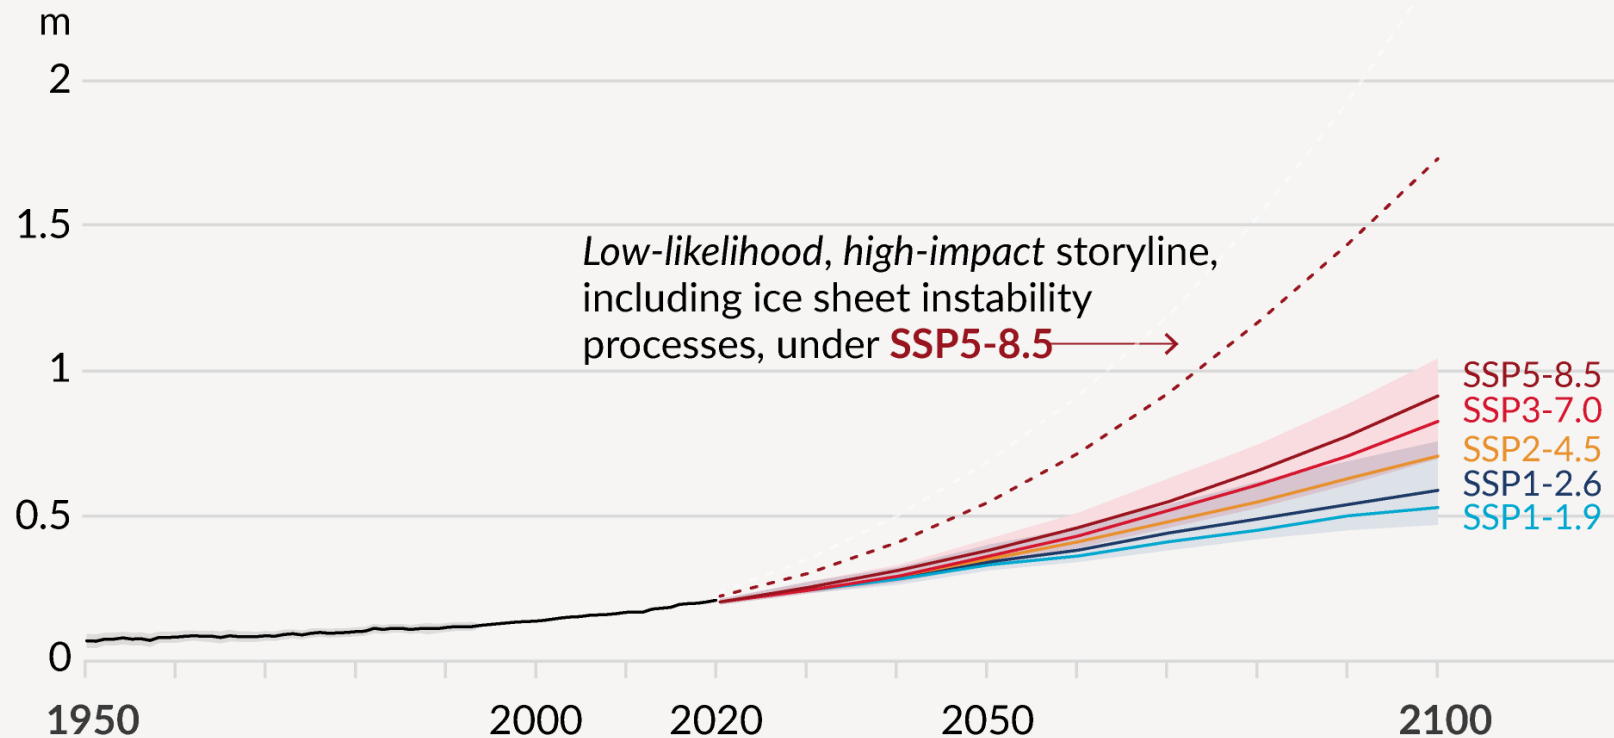 m
2
1.5
Low-likelihood, high-impact storyline,
including ice sheet instability
processes, under SSP5-8.5
1
SSP5-8.5
SSP3-7.0
SSP2-4.5
SSP1-2.6
0.5
SSP1-1.9
0
1950 2000 2020 2050 2100